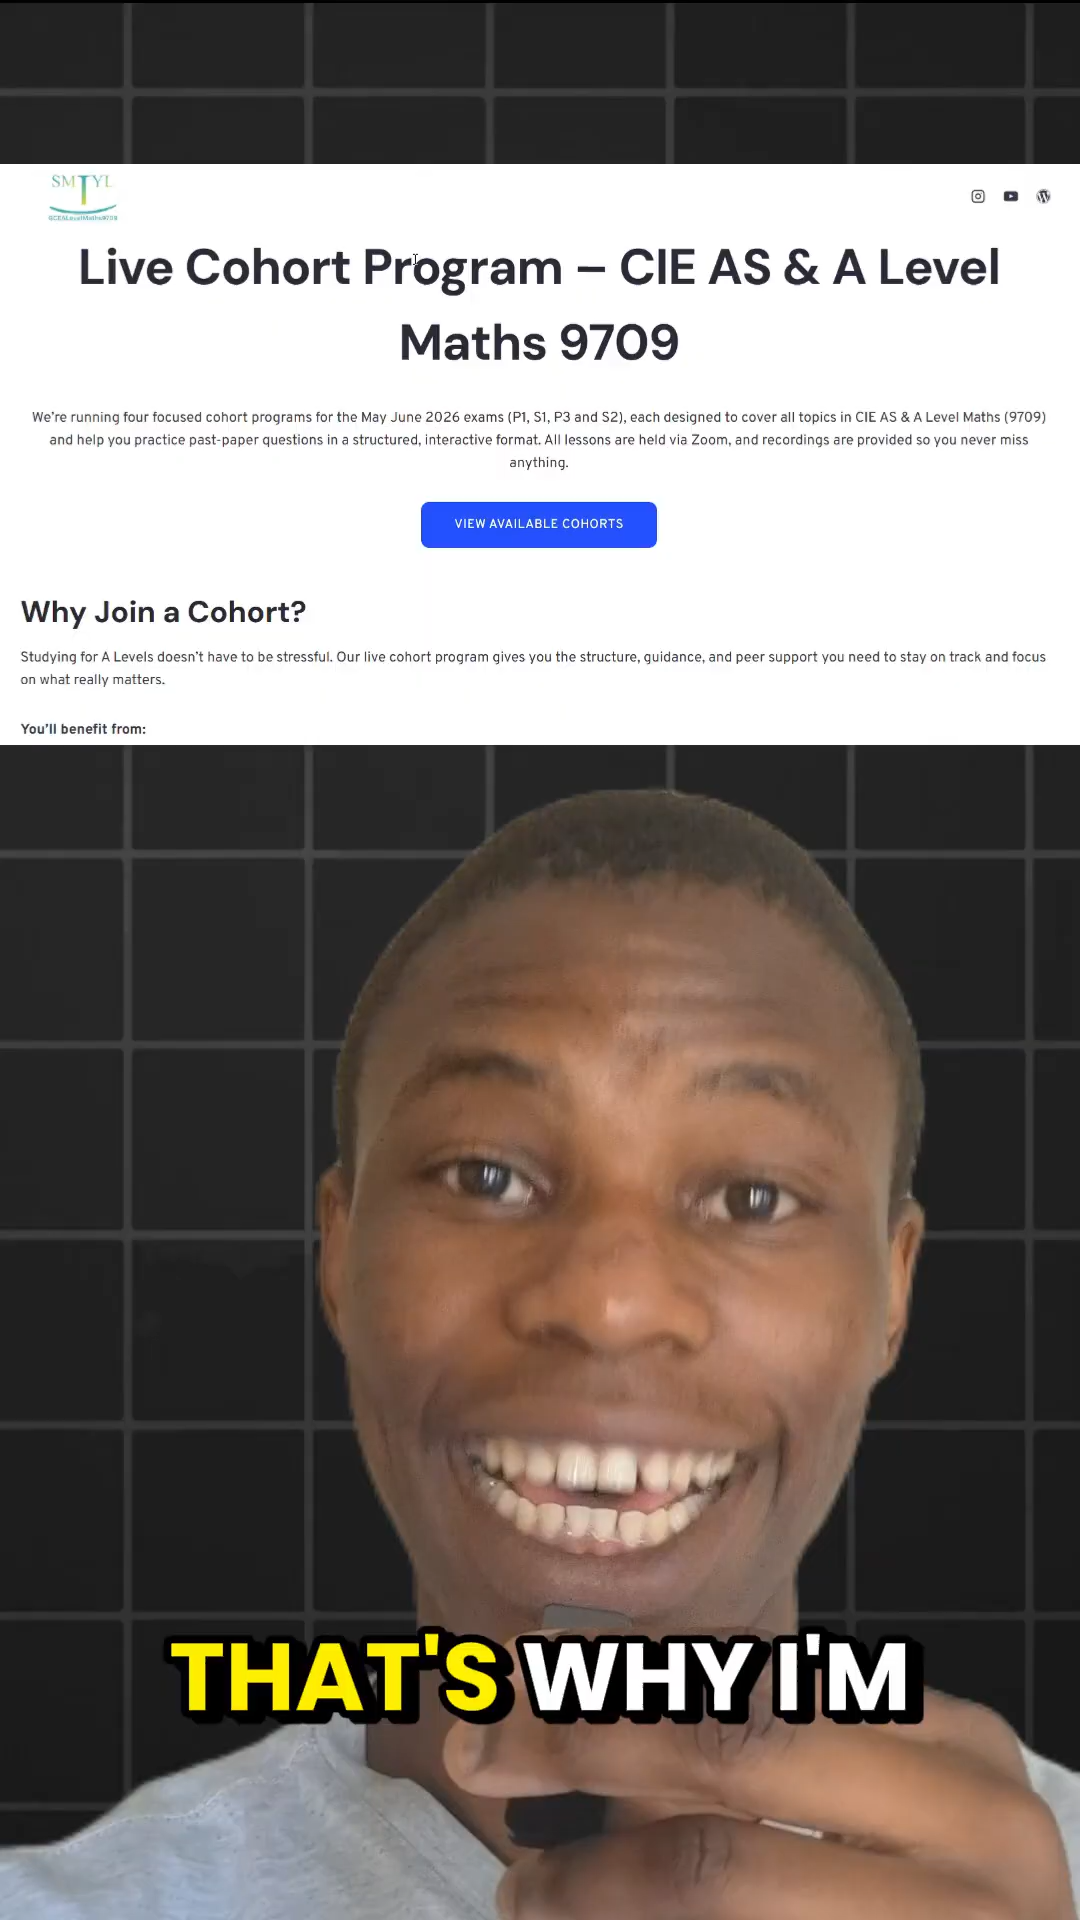 SMTYL
GCEALevelMaths9709
Live Cohort Program – CIE AS & A Level
Maths 9709
We’re running four focused cohort programs for the May June 2026 exams (P1, S1, P3 and S2), each designed to cover all topics in CIE AS & A Level Maths (9709)
and help you practice past-paper questions in a structured, interactive format. All lessons are held via Zoom, and recordings are provided so you never miss
anything.
VIEW AVAILABLE COHORTS
Why Join a Cohort?
Studying for A Levels doesn’t have to be stressful. Our live cohort program gives you the structure, guidance, and peer support you need to stay on track and focus
on what really matters.
You’ll benefit from:
THAT'S WHY I'M